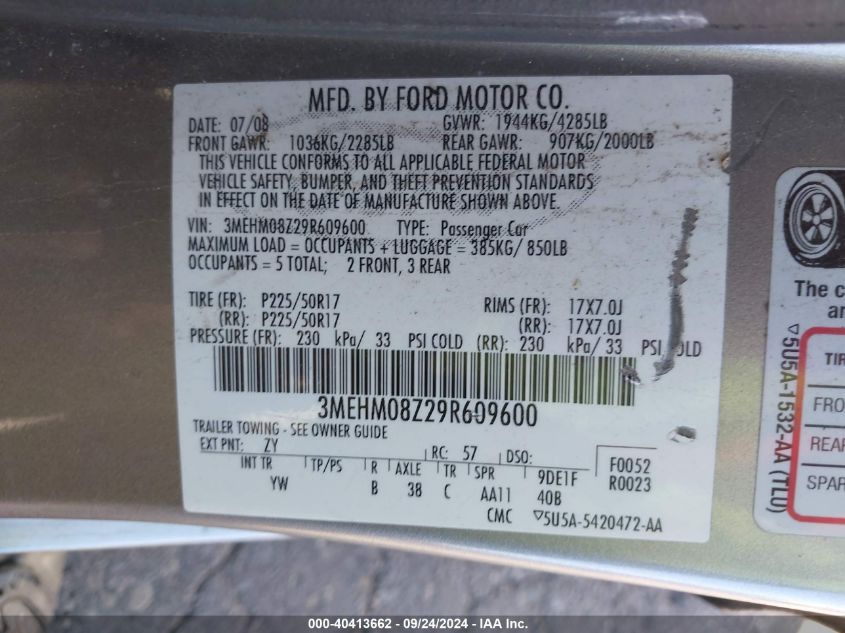 MFD. BY FORD MOTOR CO.
DATE: 07/08 GVWR: 1944KG/4285LB
FRONT GAWR: 1036KG/2285LB REAR GAWR: 907KG/2000LB
THIS VEHICLE CONFORMS TO ALL APPLICABLE FEDERAL MOTOR
VEHICLE SAFETY, BUMPER, AND THEFT PREVENTION STANDARDS
IN EFFECT ON THE DATE OF MANUFACTURE SHOWN ABOVE.
VIN: 3MEHM08Z29R609600 TYPE: Passenger Car
MAXIMUM LOAD = OCCUPANTS + LUGGAGE = 385KG/ 850LB
OCCUPANTS = 5 TOTAL; 2 FRONT, 3 REAR
TIRE (FR): P225/50R17 RIMS (FR): 17X7.0J
(RR): P225/50R17 (RR): 17X7.0J
PRESSURE (FR): 230 kPa/ 33 PSI COLD (RR): 230 kPa/ 33 PSI OLD
3MEHM08Z29R609600
TRAILER TOWING - SEE OWNER GUIDE
EXT PNT: ZY RC: 57 DSO:
INT TR TP/PS R AXLE TR SPR 9DE1F F0052
YW B 38 C AA11 40B R0023
CMC ▽5U5A-5420472-AA
The c
an
TIR
FRO
REAR
SPAR
▽5U5A-1532-AA (TLU)
000-40413662 - 09/24/2024 - IAA Inc.